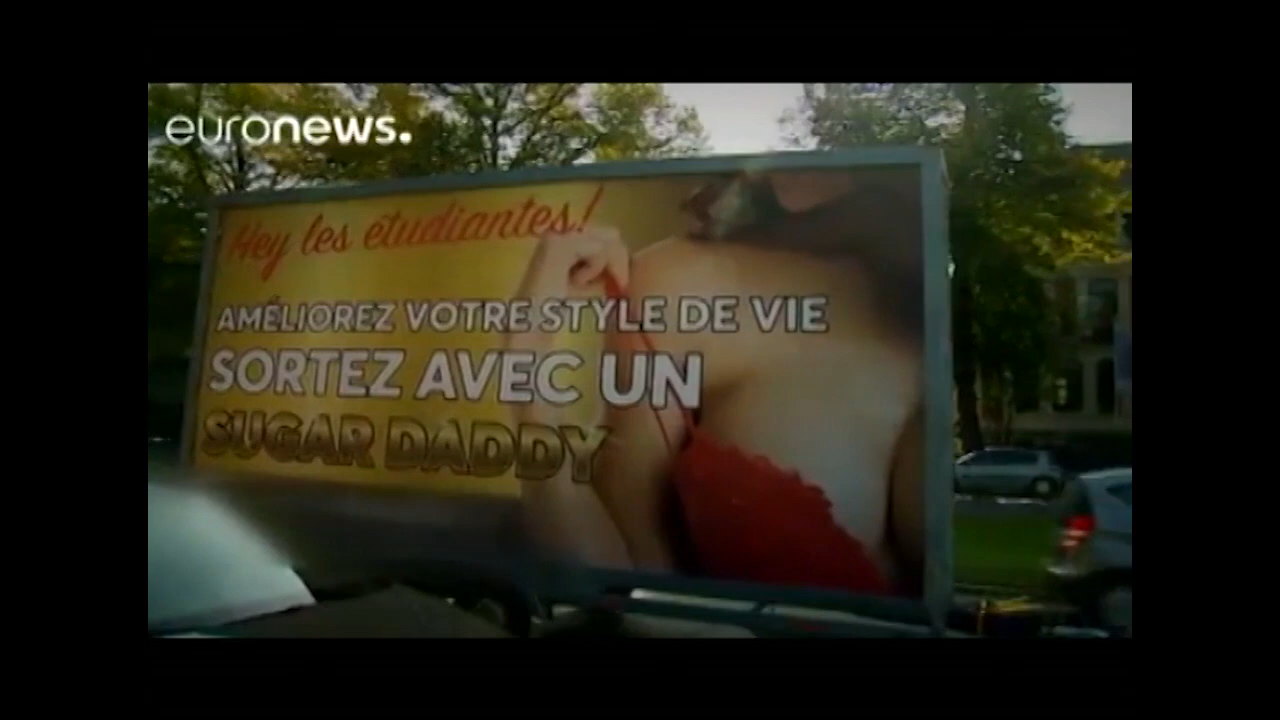 euronews.
Hey les étudiantes!
AMÉLIOREZ VOTRE STYLE DE VIE
SORTEZ AVEC UN
SUGAR DADDY